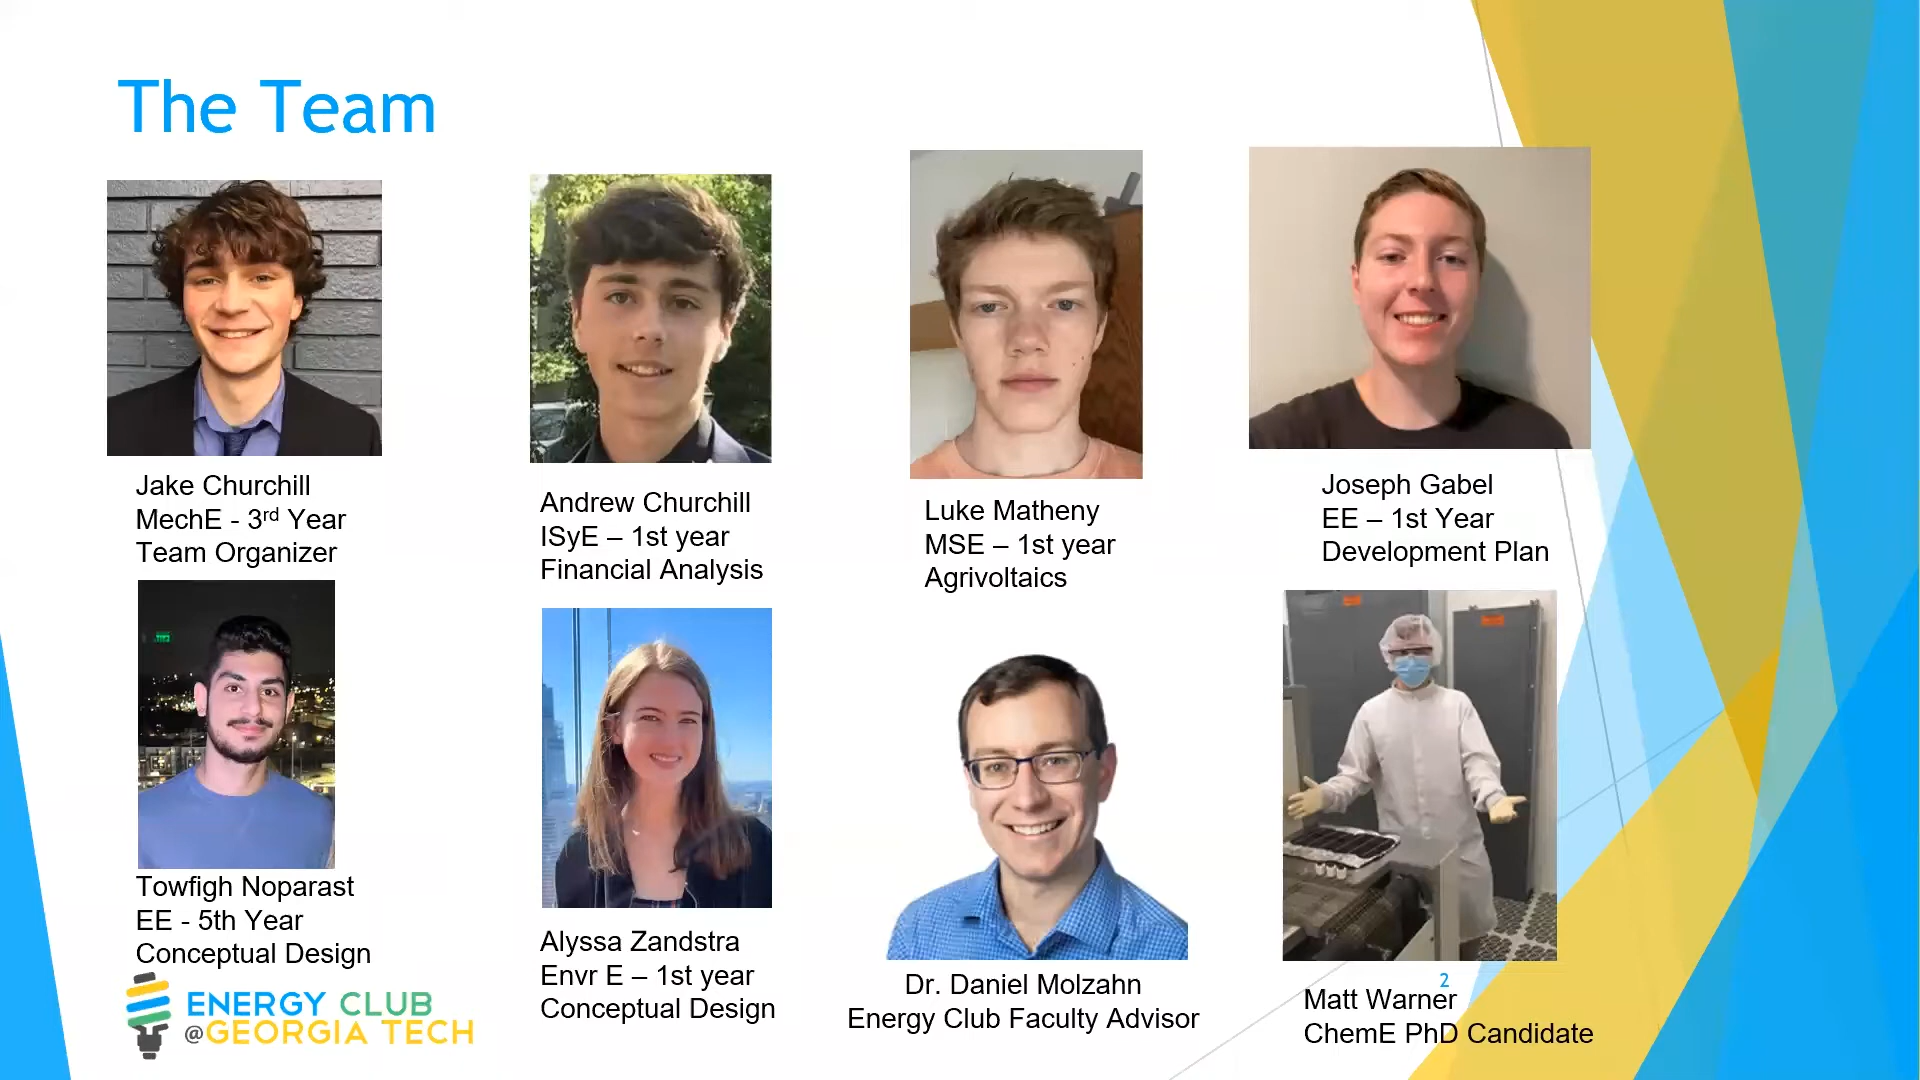 The Team
Jake Churchill
MechE - 3rd Year
Team Organizer
Andrew Churchill
ISyE – 1st year
Financial Analysis
Luke Matheny
MSE – 1st year
Agrivoltaics
Joseph Gabel
EE – 1st Year
Development Plan
Towfigh Noparast
EE - 5th Year
Conceptual Design
Alyssa Zandstra
Envr E – 1st year
Conceptual Design
Dr. Daniel Molzahn
Energy Club Faculty Advisor
2
Matt Warner
ChemE PhD Candidate
ENERGY CLUB
@GEORGIA TECH